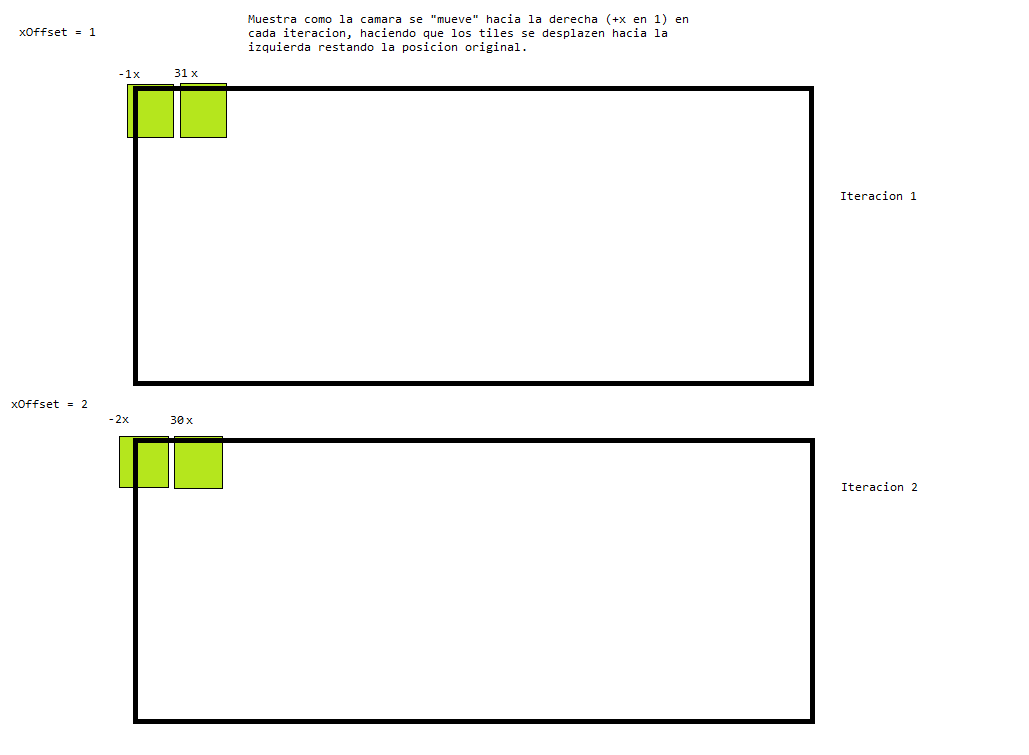 xOffset = 1
Muestra como la camara se "mueve" hacia la derecha (+x en 1) en
cada iteracion, haciendo que los tiles se desplazen hacia la
izquierda restando la posicion original.
-1x 31 x
Iteracion 1
xOffset = 2
-2x 30 x
Iteracion 2